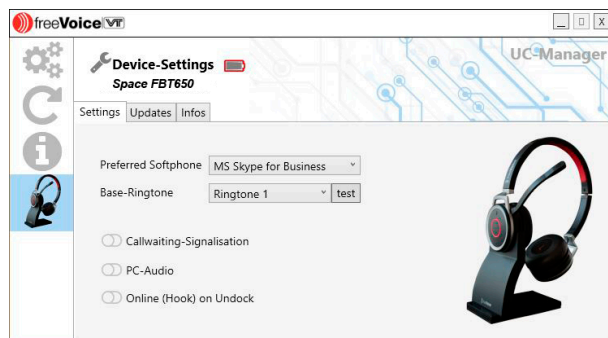 freeVoice VT
UC-Manager
Device-Settings
Space FBT650
Settings Updates Infos
Preferred Softphone MS Skype for Business
Base-Ringtone Ringtone 1 test
Callwaiting-Signalisation
PC-Audio
Online (Hook) on Undock